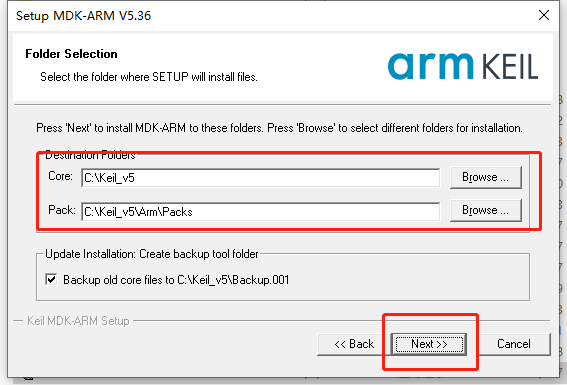 Setup MDK-ARM V5.36
Folder Selection
Select the folder where SETUP will install files.
arm KEIL
Press 'Next' to install MDK-ARM to these folders. Press 'Browse' to select different folders for installation.
Destination Folders
Core: C:\Keil_v5 Browse ...
Pack: C:\Keil_v5\Arm\Packs Browse ...
Update Installation: Create backup tool folder
Backup old core files to C:\Keil_v5\Backup.001
Keil MDK-ARM Setup
<< Back Next >> Cancel